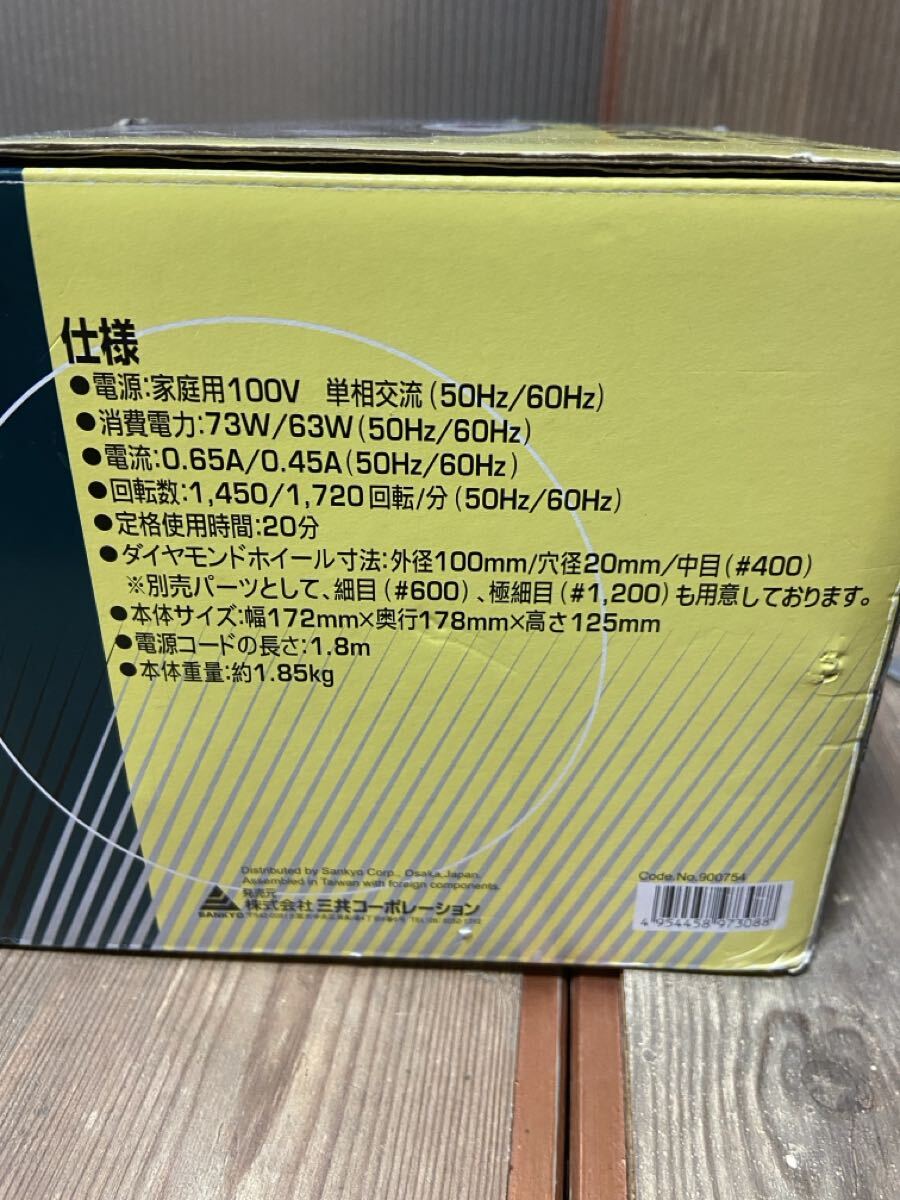 仕様
●電源:家庭用100V 単相交流(50Hz/60Hz)
●消費電力:73W/63W(50Hz/60Hz)
●電流:0.65A/0.45A(50Hz/60Hz)
●回転数:1,450/1,720回転/分(50Hz/60Hz)
●定格使用時間:20分
●ダイヤモンドホイール寸法:外径100mm/穴径20mm/中目(#400)
※別売パーツとして、細目(#600)、極細目(#1,200)も用意しております。
●本体サイズ:幅172mm×奥行178mm×高さ125mm
●電源コードの長さ:1.8m
●本体重量:約1.85kg
Distributed by Sankyo Corp., Osaka,Japan.
Assembled in Taiwan with foreign components.
発売元
株式会社三共コーポレーション
SANKYO
Code.No.900754
4 954458 973088